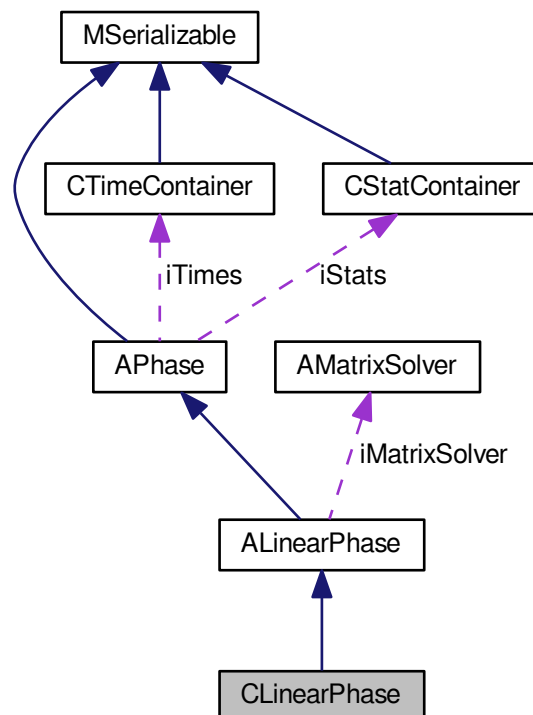 MSerializable
CTimeContainer
CStatContainer
iTimes
iStats
APhase
AMatrixSolver
iMatrixSolver
ALinearPhase
CLinearPhase